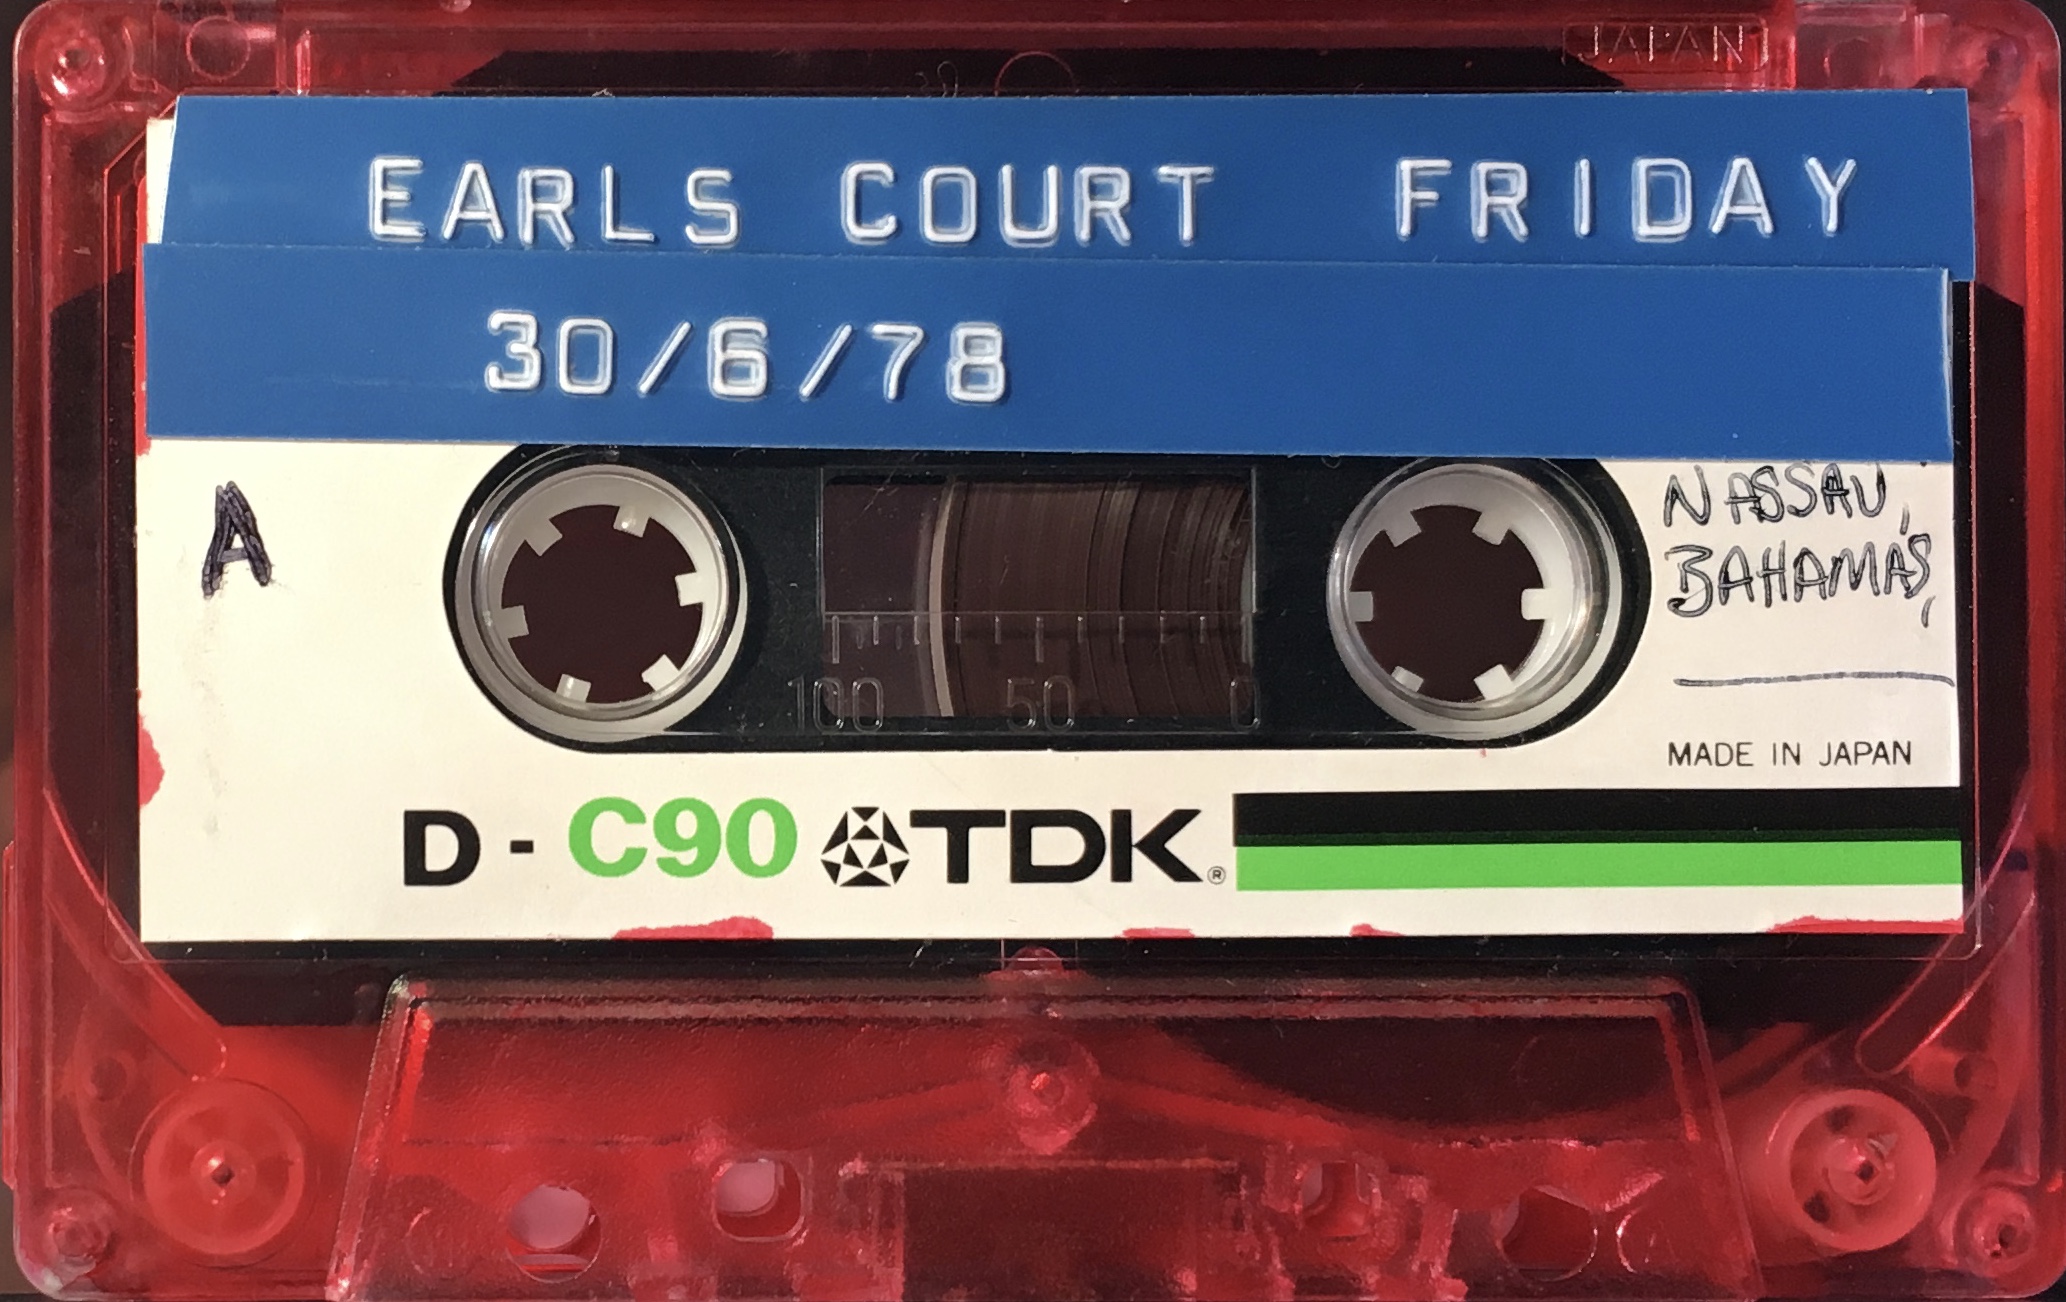 JAPAN
EARLS COURT FRIDAY
30/6/78
A
NASSAU,
BAHAMAS,
100 50 0
MADE IN JAPAN
D - C90 TDK®